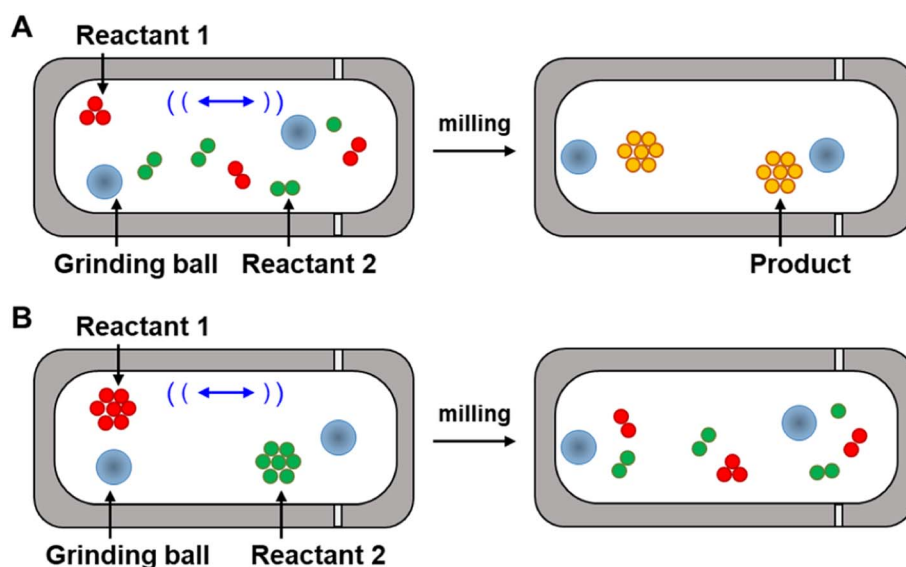 A
Reactant 1
milling
Grinding ball
Reactant 2
Product
B
Reactant 1
milling
Grinding ball
Reactant 2